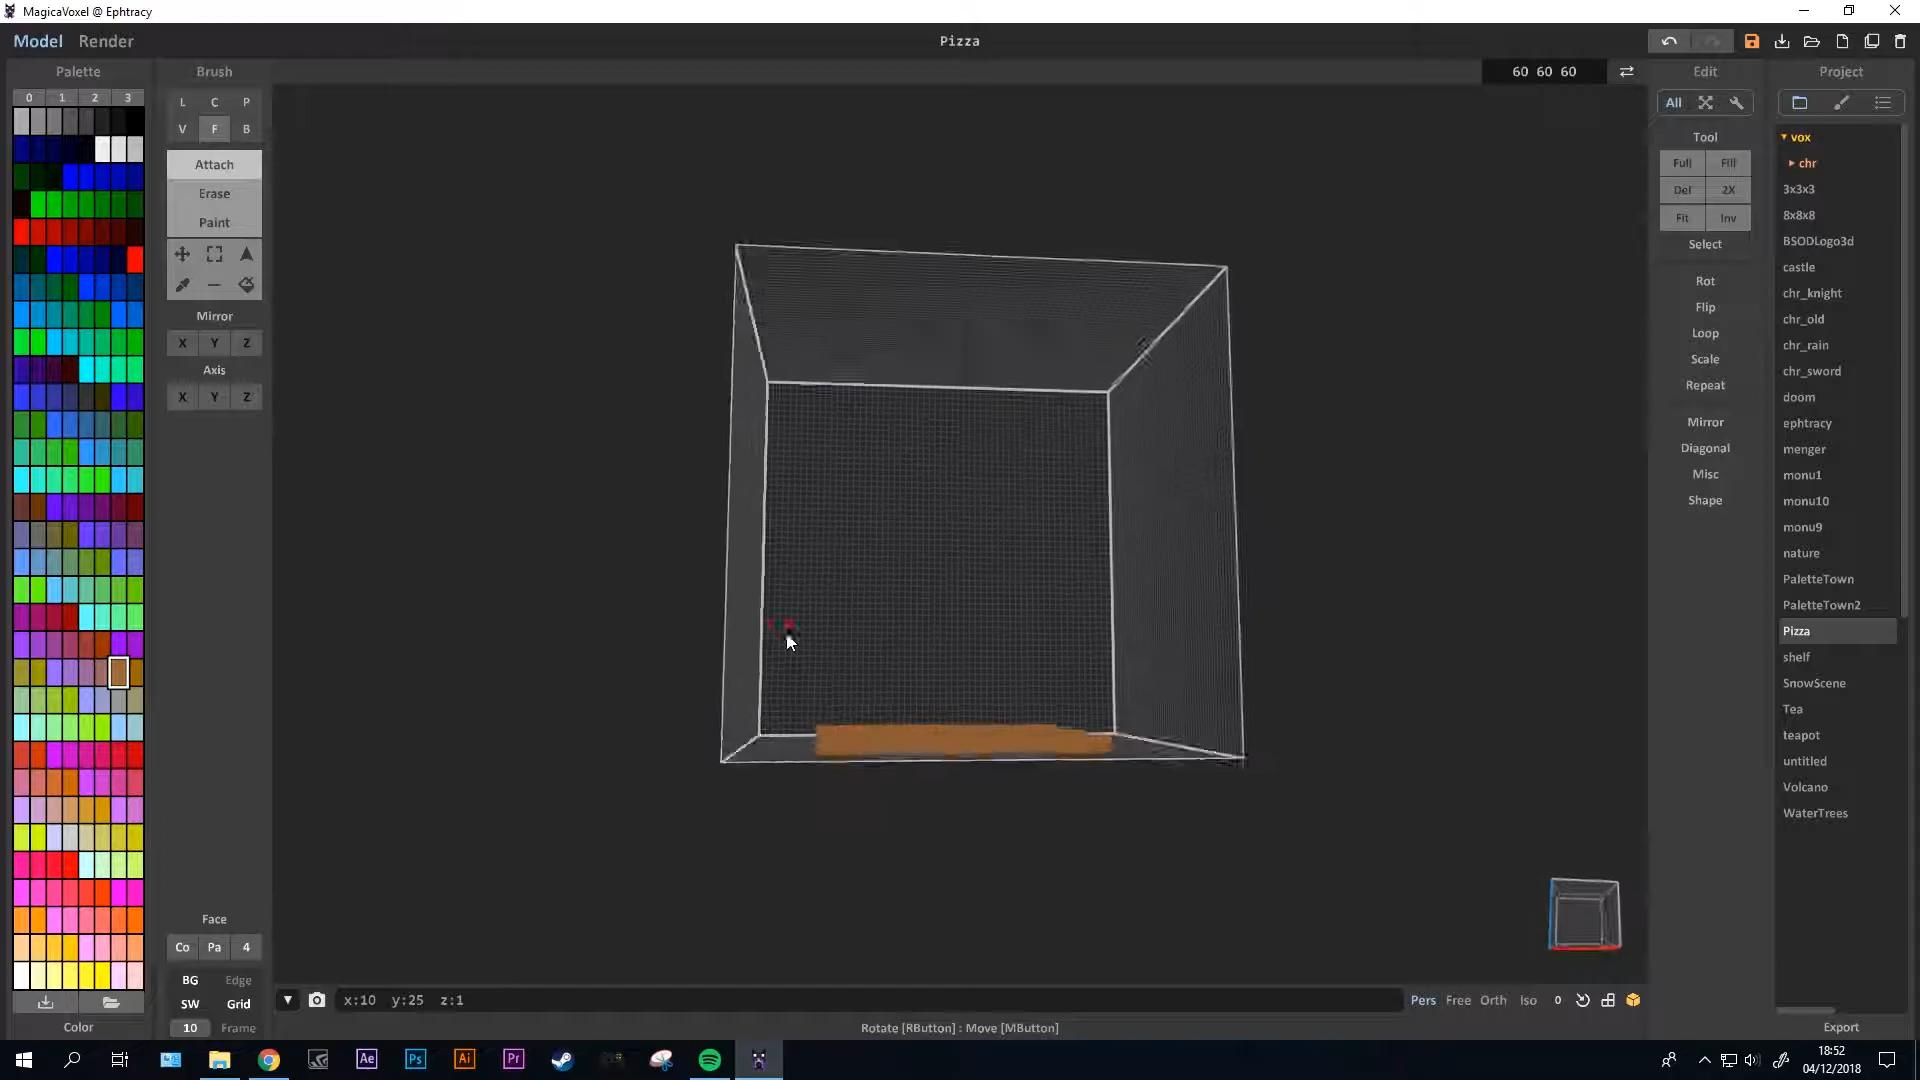 MagicaVoxel @ Ephtracy
Model Render
Pizza
Palette
Brush
60 60 60
Edit
Project
0 1 2 3
L C P
V F B
Attach
Erase
Paint
Mirror
X Y Z
Axis
X Y Z
Face
Co Pa 4
BG Edge
SW Grid
10 Frame
Color
All
Tool
Full Fill
Del 2X
Fit Inv
Select
Rot
Flip
Loop
Scale
Repeat
Mirror
Diagonal
Misc
Shape
vox
chr
3x3x3
8x8x8
BSODLogo3d
castle
chr_knight
chr_old
chr_rain
chr_sword
doom
ephtracy
menger
monu1
monu10
monu9
nature
PaletteTown
PaletteTown2
Pizza
shelf
SnowScene
Tea
teapot
untitled
Volcano
WaterTrees
Export
x:10 y:25 z:1
Pers Free Orth Iso 0
Rotate [RButton] : Move [MButton]
Ae Ps Ai Pr
18:52
04/12/2018